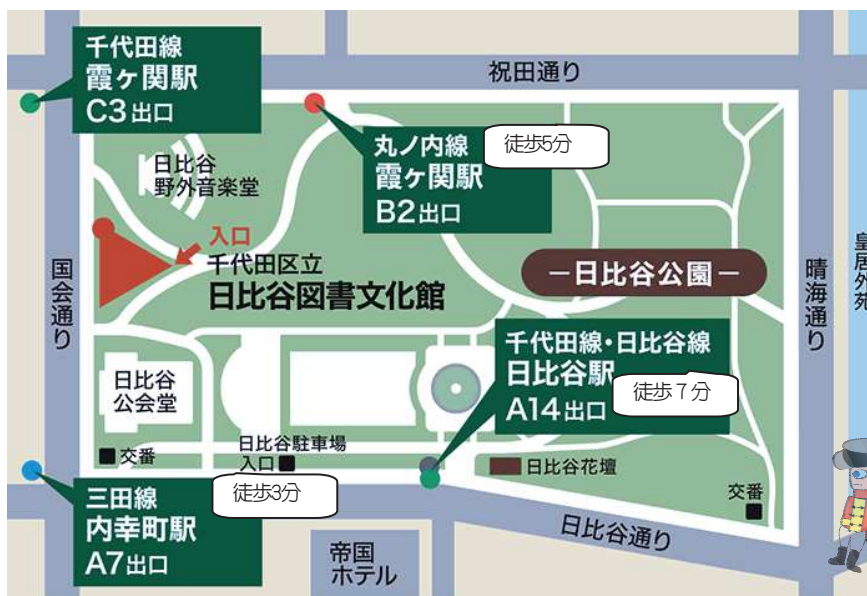 千代田線
霞ヶ関駅
C3出口
祝田通り
丸ノ内線
霞ヶ関駅
B2出口
徒歩5分
日比谷
野外音楽堂
入口
千代田区立
日比谷図書文化館
国会通り
－日比谷公園－
晴海通り
皇居外苑
千代田線・日比谷線
日比谷駅
A14出口
徒歩７分
日比谷
公会堂
交番
日比谷駐車場
入口
日比谷花壇
交番
三田線
内幸町駅
A7出口
徒歩3分
帝国
ホテル
日比谷通り